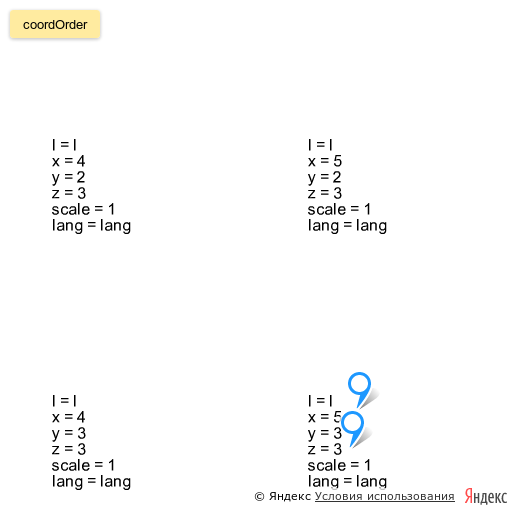 coordOrder
l = l
x = 4
y = 2
z = 3
scale = 1
lang = lang
l = l
x = 5
y = 2
z = 3
scale = 1
lang = lang
l = l
x = 4
y = 3
z = 3
scale = 1
lang = lang
l = l
x = 5
y = 3
z = 3
scale = 1
lang = lang
© Яндекс Условия использования Яндекс